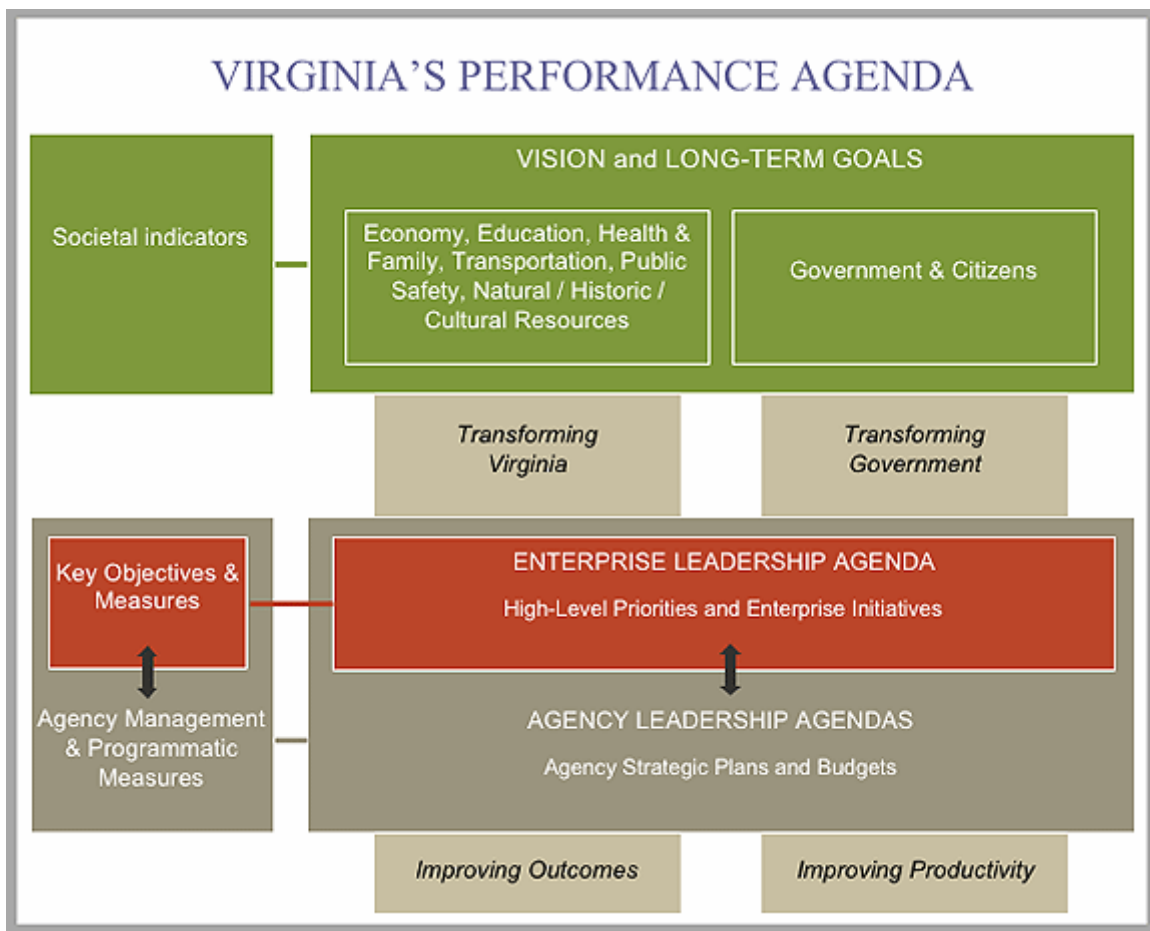 VIRGINIA'S PERFORMANCE AGENDA
Societal indicators
VISION and LONG-TERM GOALS
Economy, Education, Health &
Family, Transportation, Public
Safety, Natural / Historic /
Cultural Resources
Government & Citizens
Transforming
Virginia
Transforming
Government
Key Objectives &
Measures
ENTERPRISE LEADERSHIP AGENDA
High-Level Priorities and Enterprise Initiatives
Agency Management
& Programmatic
Measures
AGENCY LEADERSHIP AGENDAS
Agency Strategic Plans and Budgets
Improving Outcomes
Improving Productivity